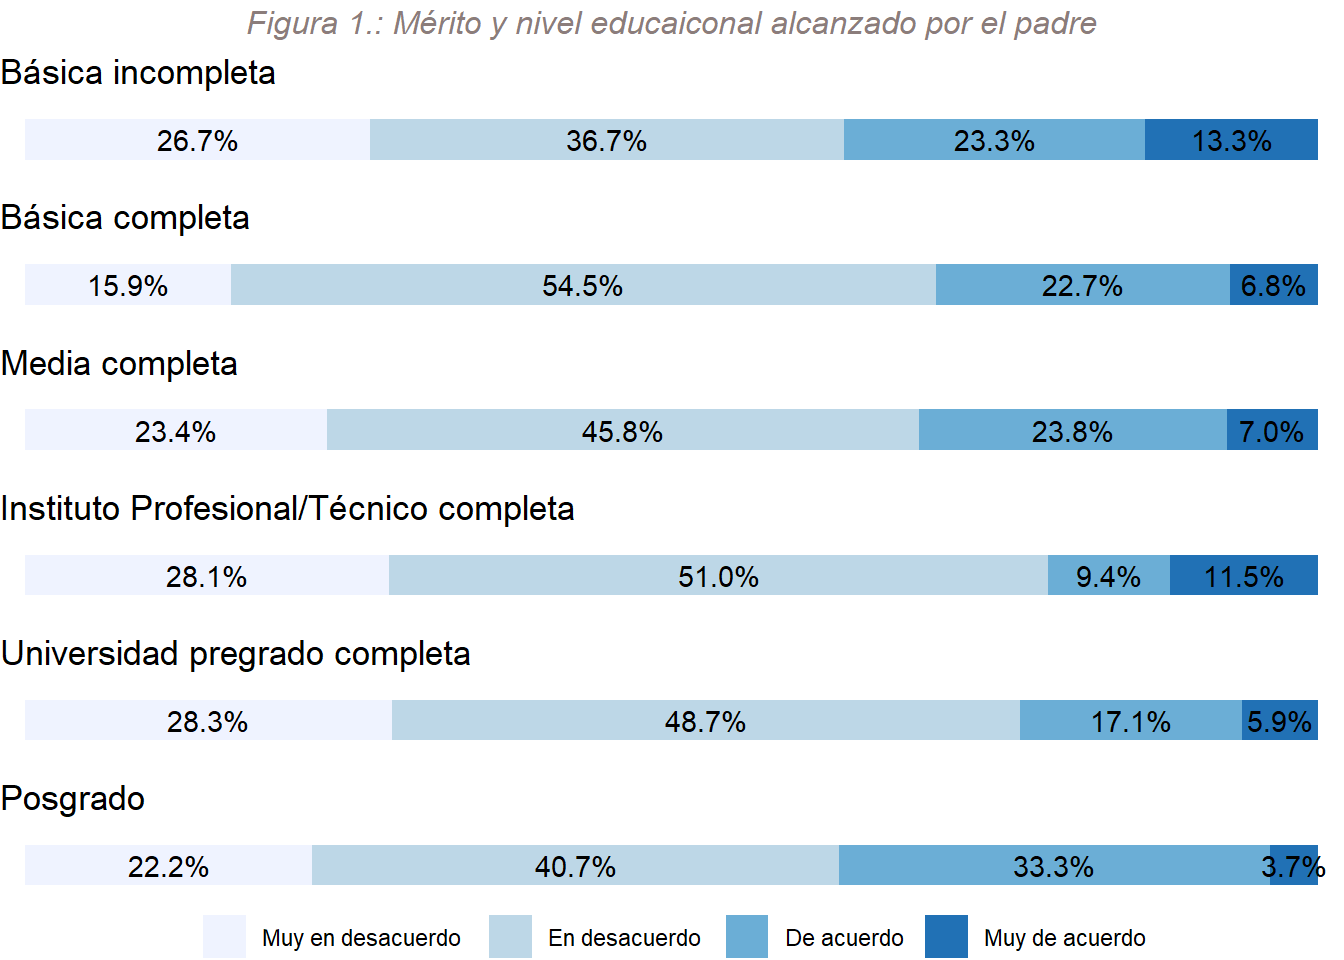 Figura 1.: Mérito y nivel educaiconal alcanzado por el padre
Básica incompleta
26.7% 36.7% 23.3% 13.3%
Básica completa
15.9% 54.5% 22.7% 6.8%
Media completa
23.4% 45.8% 23.8% 7.0%
Instituto Profesional/Técnico completa
28.1% 51.0% 9.4% 11.5%
Universidad pregrado completa
28.3% 48.7% 17.1% 5.9%
Posgrado
22.2% 40.7% 33.3% 3.7%
Muy en desacuerdo En desacuerdo De acuerdo Muy de acuerdo